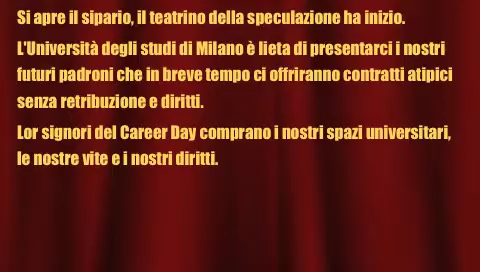 Si apre il sipario, il teatrino della speculazione ha inizio.
L'Università degli studi di Milano è lieta di presentarci i nostri
futuri padroni che in breve tempo ci offriranno contratti atipici
senza retribuzione e diritti.
Lor signori del Career Day comprano i nostri spazi universitari,
le nostre vite e i nostri diritti.